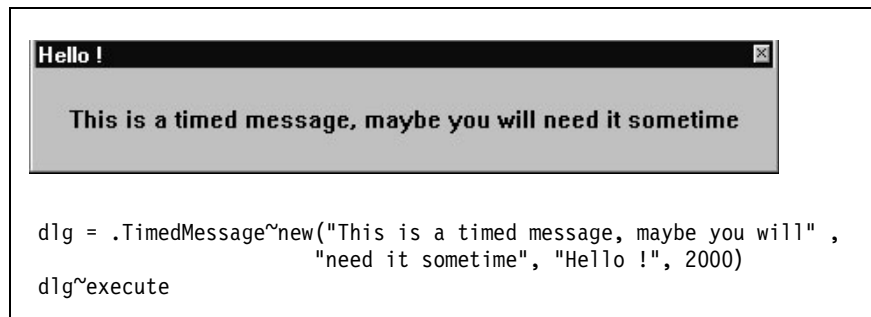 Hello !
This is a timed message, maybe you will need it sometime
dlg = .TimedMessage~new("This is a timed message, maybe you will" ,
"need it sometime", "Hello !", 2000)
dlg~execute